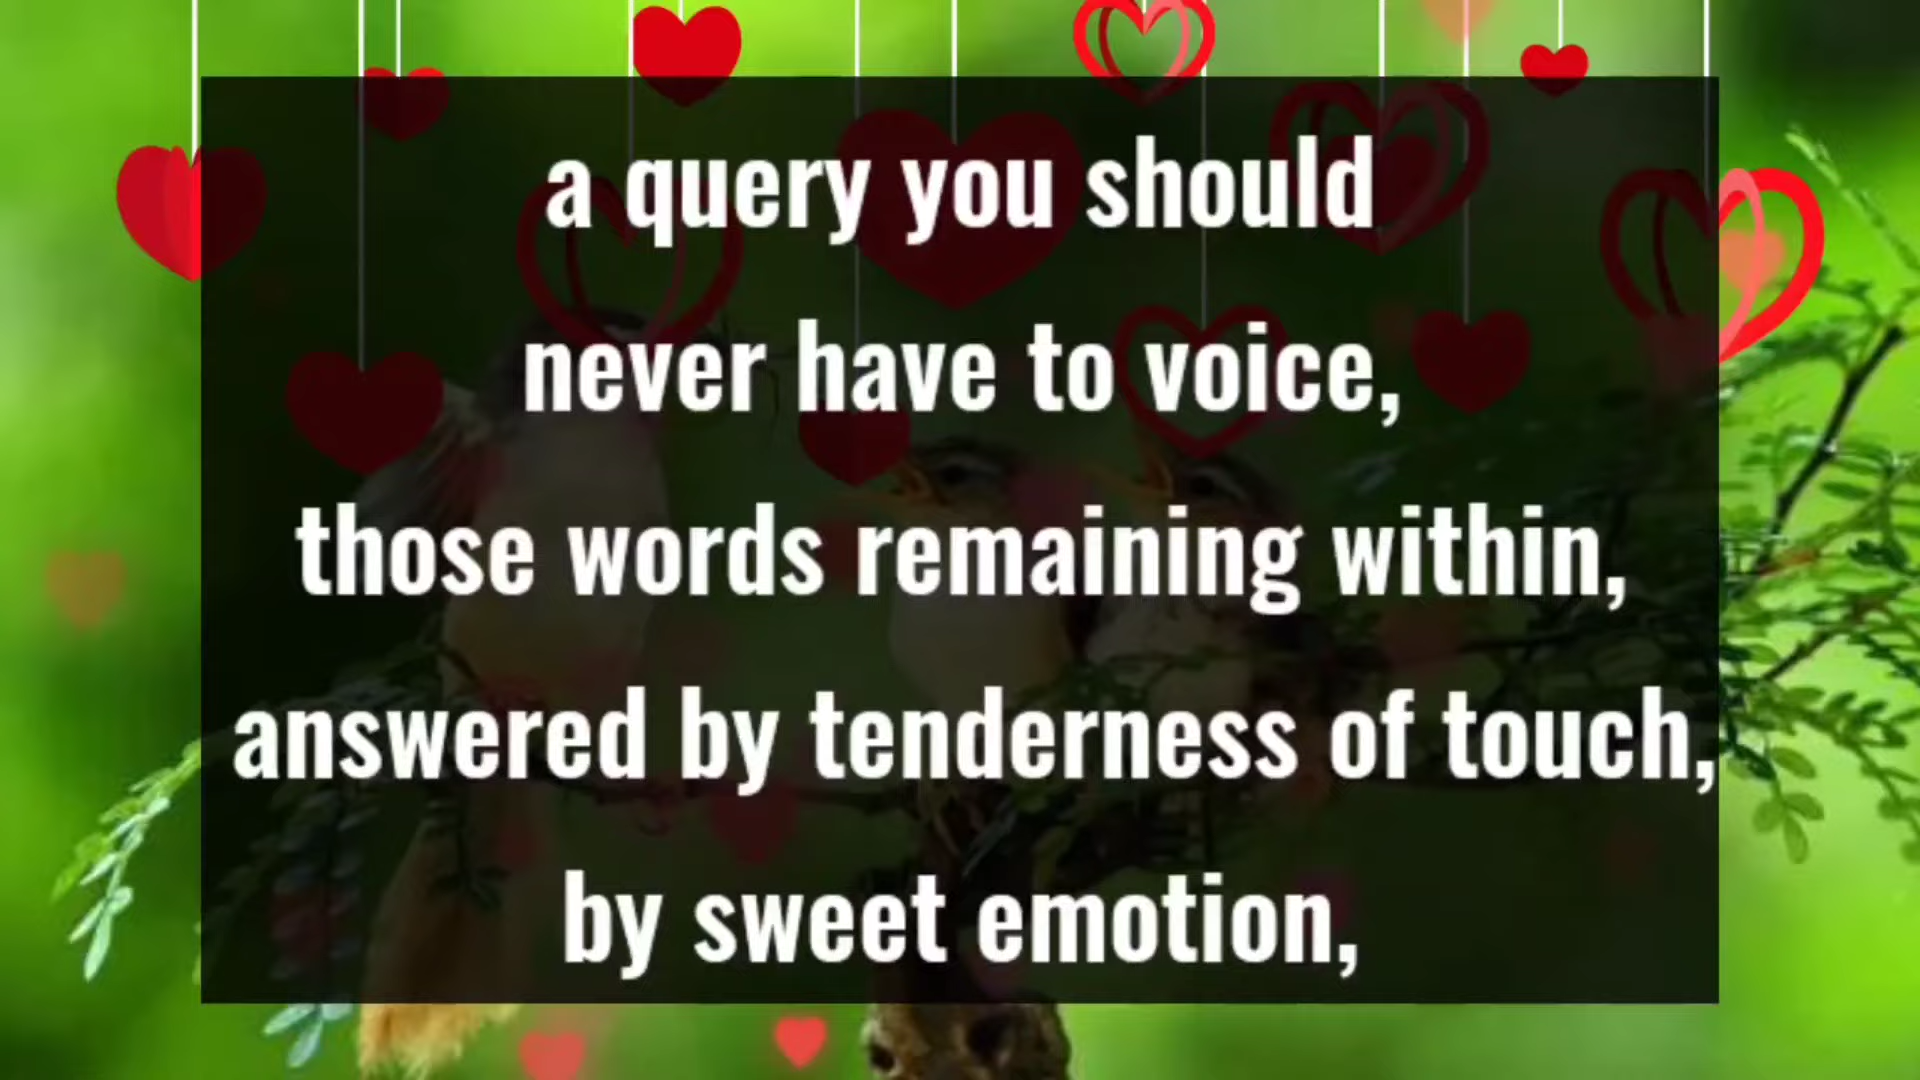 a query you should
never have to voice,
those words remaining within,
answered by tenderness of touch,
by sweet emotion,